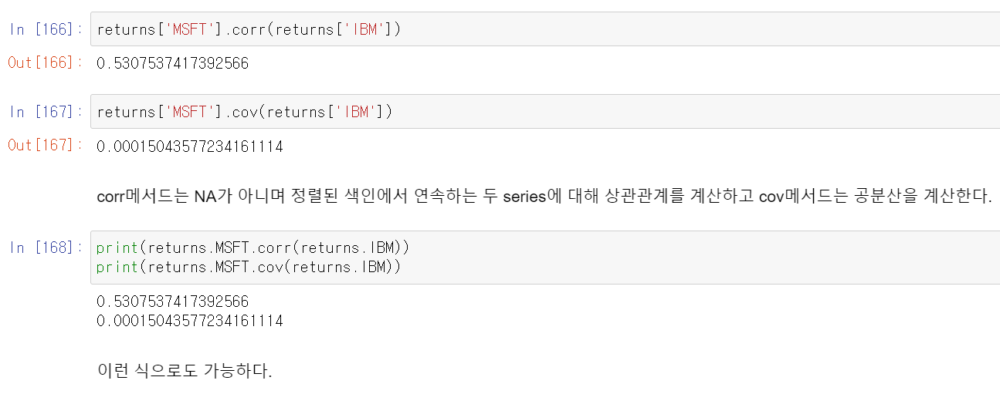 In [166]: returns['MSFT'].corr(returns['IBM'])
Out[166]: 0.5307537417392566
In [167]: returns['MSFT'].cov(returns['IBM'])
Out[167]: 0.00015043577234161114
corr메서드는 NA가 아니며 정렬된 색인에서 연속하는 두 series에 대해 상관관계를 계산하고 cov메서드는 공분산을 계산한다.
In [168]: print(returns.MSFT.corr(returns.IBM))
print(returns.MSFT.cov(returns.IBM))
0.5307537417392566
0.00015043577234161114
이런 식으로도 가능하다.